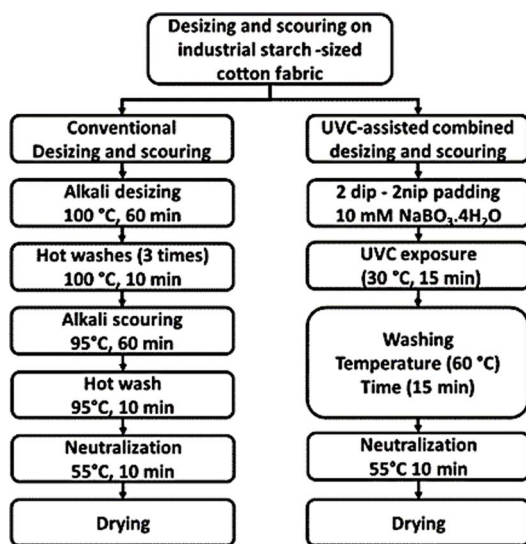 Desizing and scouring on
industrial starch -sized
cotton fabric
Conventional
Desizing and scouring
Alkali desizing
100 °C, 60 min
Hot washes (3 times)
100 °C, 10 min
Alkali scouring
95°C, 60 min
Hot wash
95°C, 10 min
Neutralization
55°C, 10 min
Drying
UVC-assisted combined
desizing and scouring
2 dip - 2nip padding
10 mM NaBO₃.4H₂O
UVC exposure
(30 °C, 15 min)
Washing
Temperature (60 °C)
Time (15 min)
Neutralization
55°C 10 min
Drying